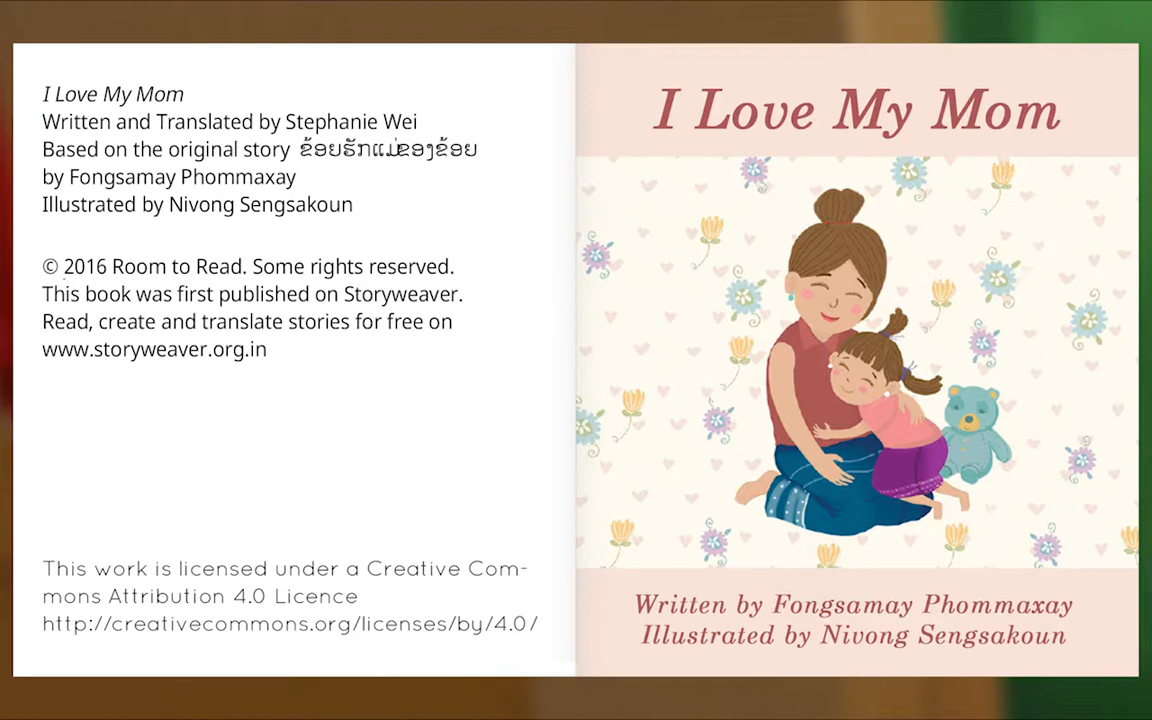 I Love My Mom
Written and Translated by Stephanie Wei
Based on the original story ຂ້ອຍຮັກແມ່ຂອງຂ້ອຍ
by Fongsamay Phommaxay
Illustrated by Nivong Sengsakoun
© 2016 Room to Read. Some rights reserved.
This book was first published on Storyweaver.
Read, create and translate stories for free on
www.storyweaver.org.in
This work is licensed under a Creative Com-
mons Attribution 4.0 Licence
http://creativecommons.org/licenses/by/4.0/
I Love My Mom
Written by Fongsamay Phommaxay
Illustrated by Nivong Sengsakoun